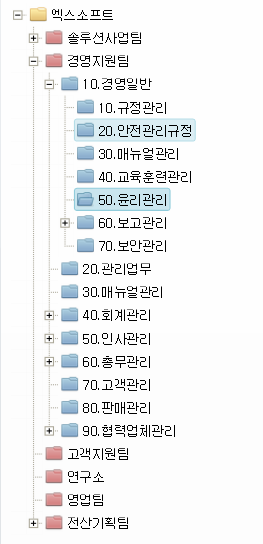 엑스소프트
솔루션사업팀
경영지원팀
10.경영일반
10.규정관리
20.안전관리규정
30.매뉴얼관리
40.교육훈련관리
50.윤리관리
60.보고관리
70.보안관리
20.관리업무
30.매뉴얼관리
40.회계관리
50.인사관리
60.총무관리
70.고객관리
80.판매관리
90.협력업체관리
고객지원팀
연구소
영업팀
전산기획팀